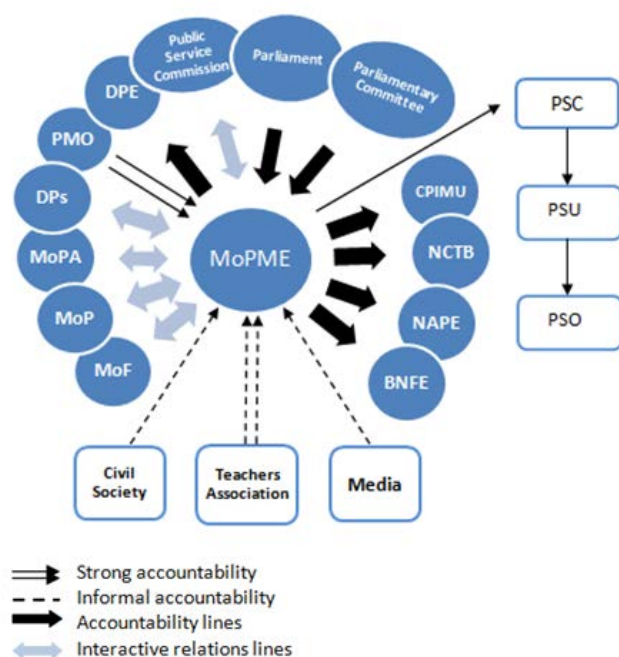 Public
Service
Commission
Parliament
Parliamentary
Committee
DPE
PMO
DPs
MoPA
MoP
MoF
MoPME
CPIMU
NCTB
NAPE
BNFE
PSC
PSU
PSO
Civil
Society
Teachers
Association
Media
Strong accountability
Informal accountability
Accountability lines
Interactive relations lines